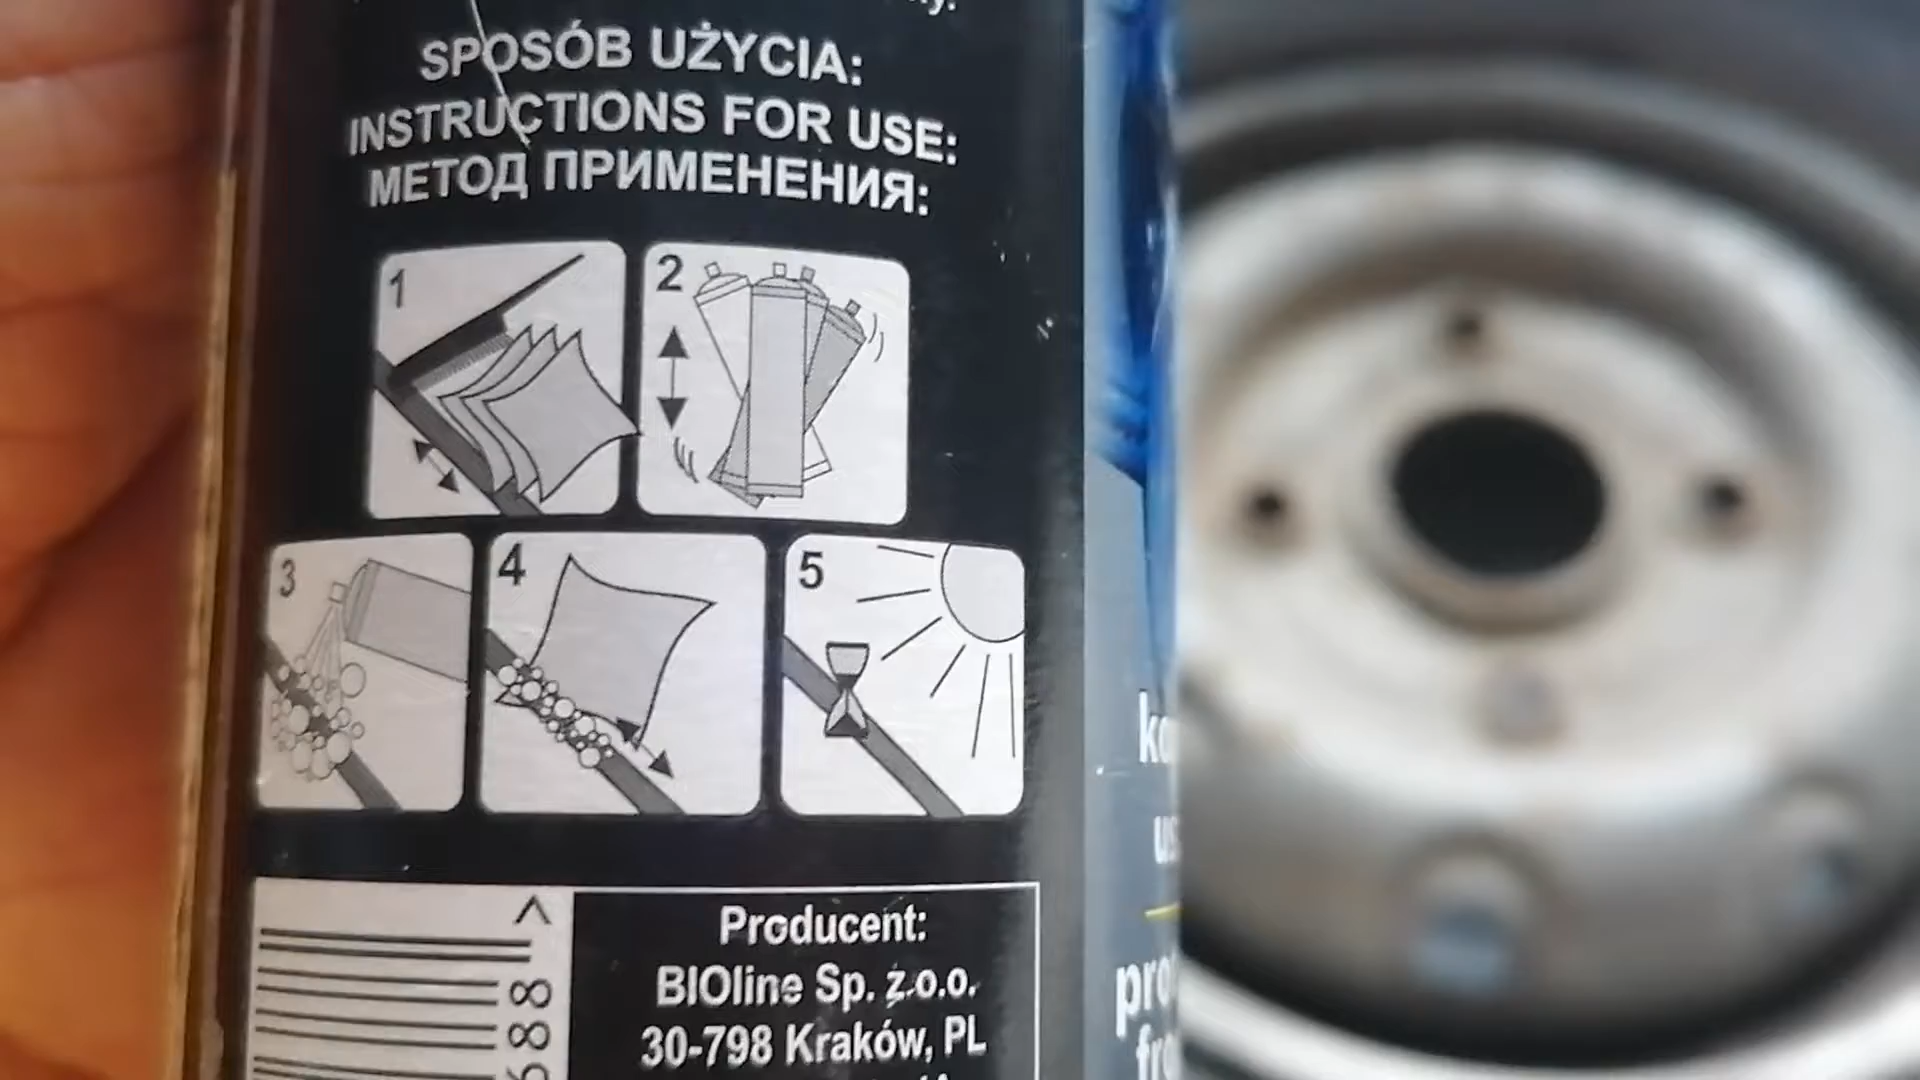 SPOSÓB UŻYCIA:
INSTRUCTIONS FOR USE:
МЕТОД ПРИМЕНЕНИЯ:
1
2
3
4
5
Producent:
BIOline Sp. z.o.o.
30-798 Kraków, PL